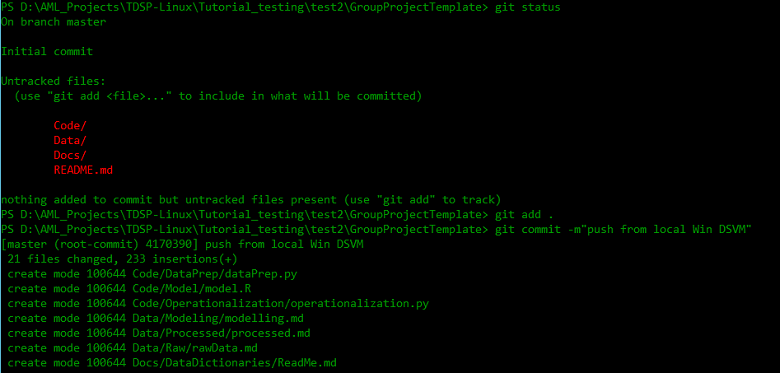 PS D:\AML_Projects\TDSP-Linux\Tutorial_testing\test2\GroupProjectTemplate> git status
On branch master
Initial commit
Untracked files:
(use "git add <file>..." to include in what will be committed)
Code/
Data/
Docs/
README.md
nothing added to commit but untracked files present (use "git add" to track)
PS D:\AML_Projects\TDSP-Linux\Tutorial_testing\test2\GroupProjectTemplate> git add .
PS D:\AML_Projects\TDSP-Linux\Tutorial_testing\test2\GroupProjectTemplate> git commit -m"push from local Win DSVM"
[master (root-commit) 4170390] push from local Win DSVM
21 files changed, 233 insertions(+)
create mode 100644 Code/DataPrep/dataPrep.py
create mode 100644 Code/Model/model.R
create mode 100644 Code/Operationalization/operationalization.py
create mode 100644 Data/Modeling/modelling.md
create mode 100644 Data/Processed/processed.md
create mode 100644 Data/Raw/rawData.md
create mode 100644 Docs/DataDictionaries/ReadMe.md